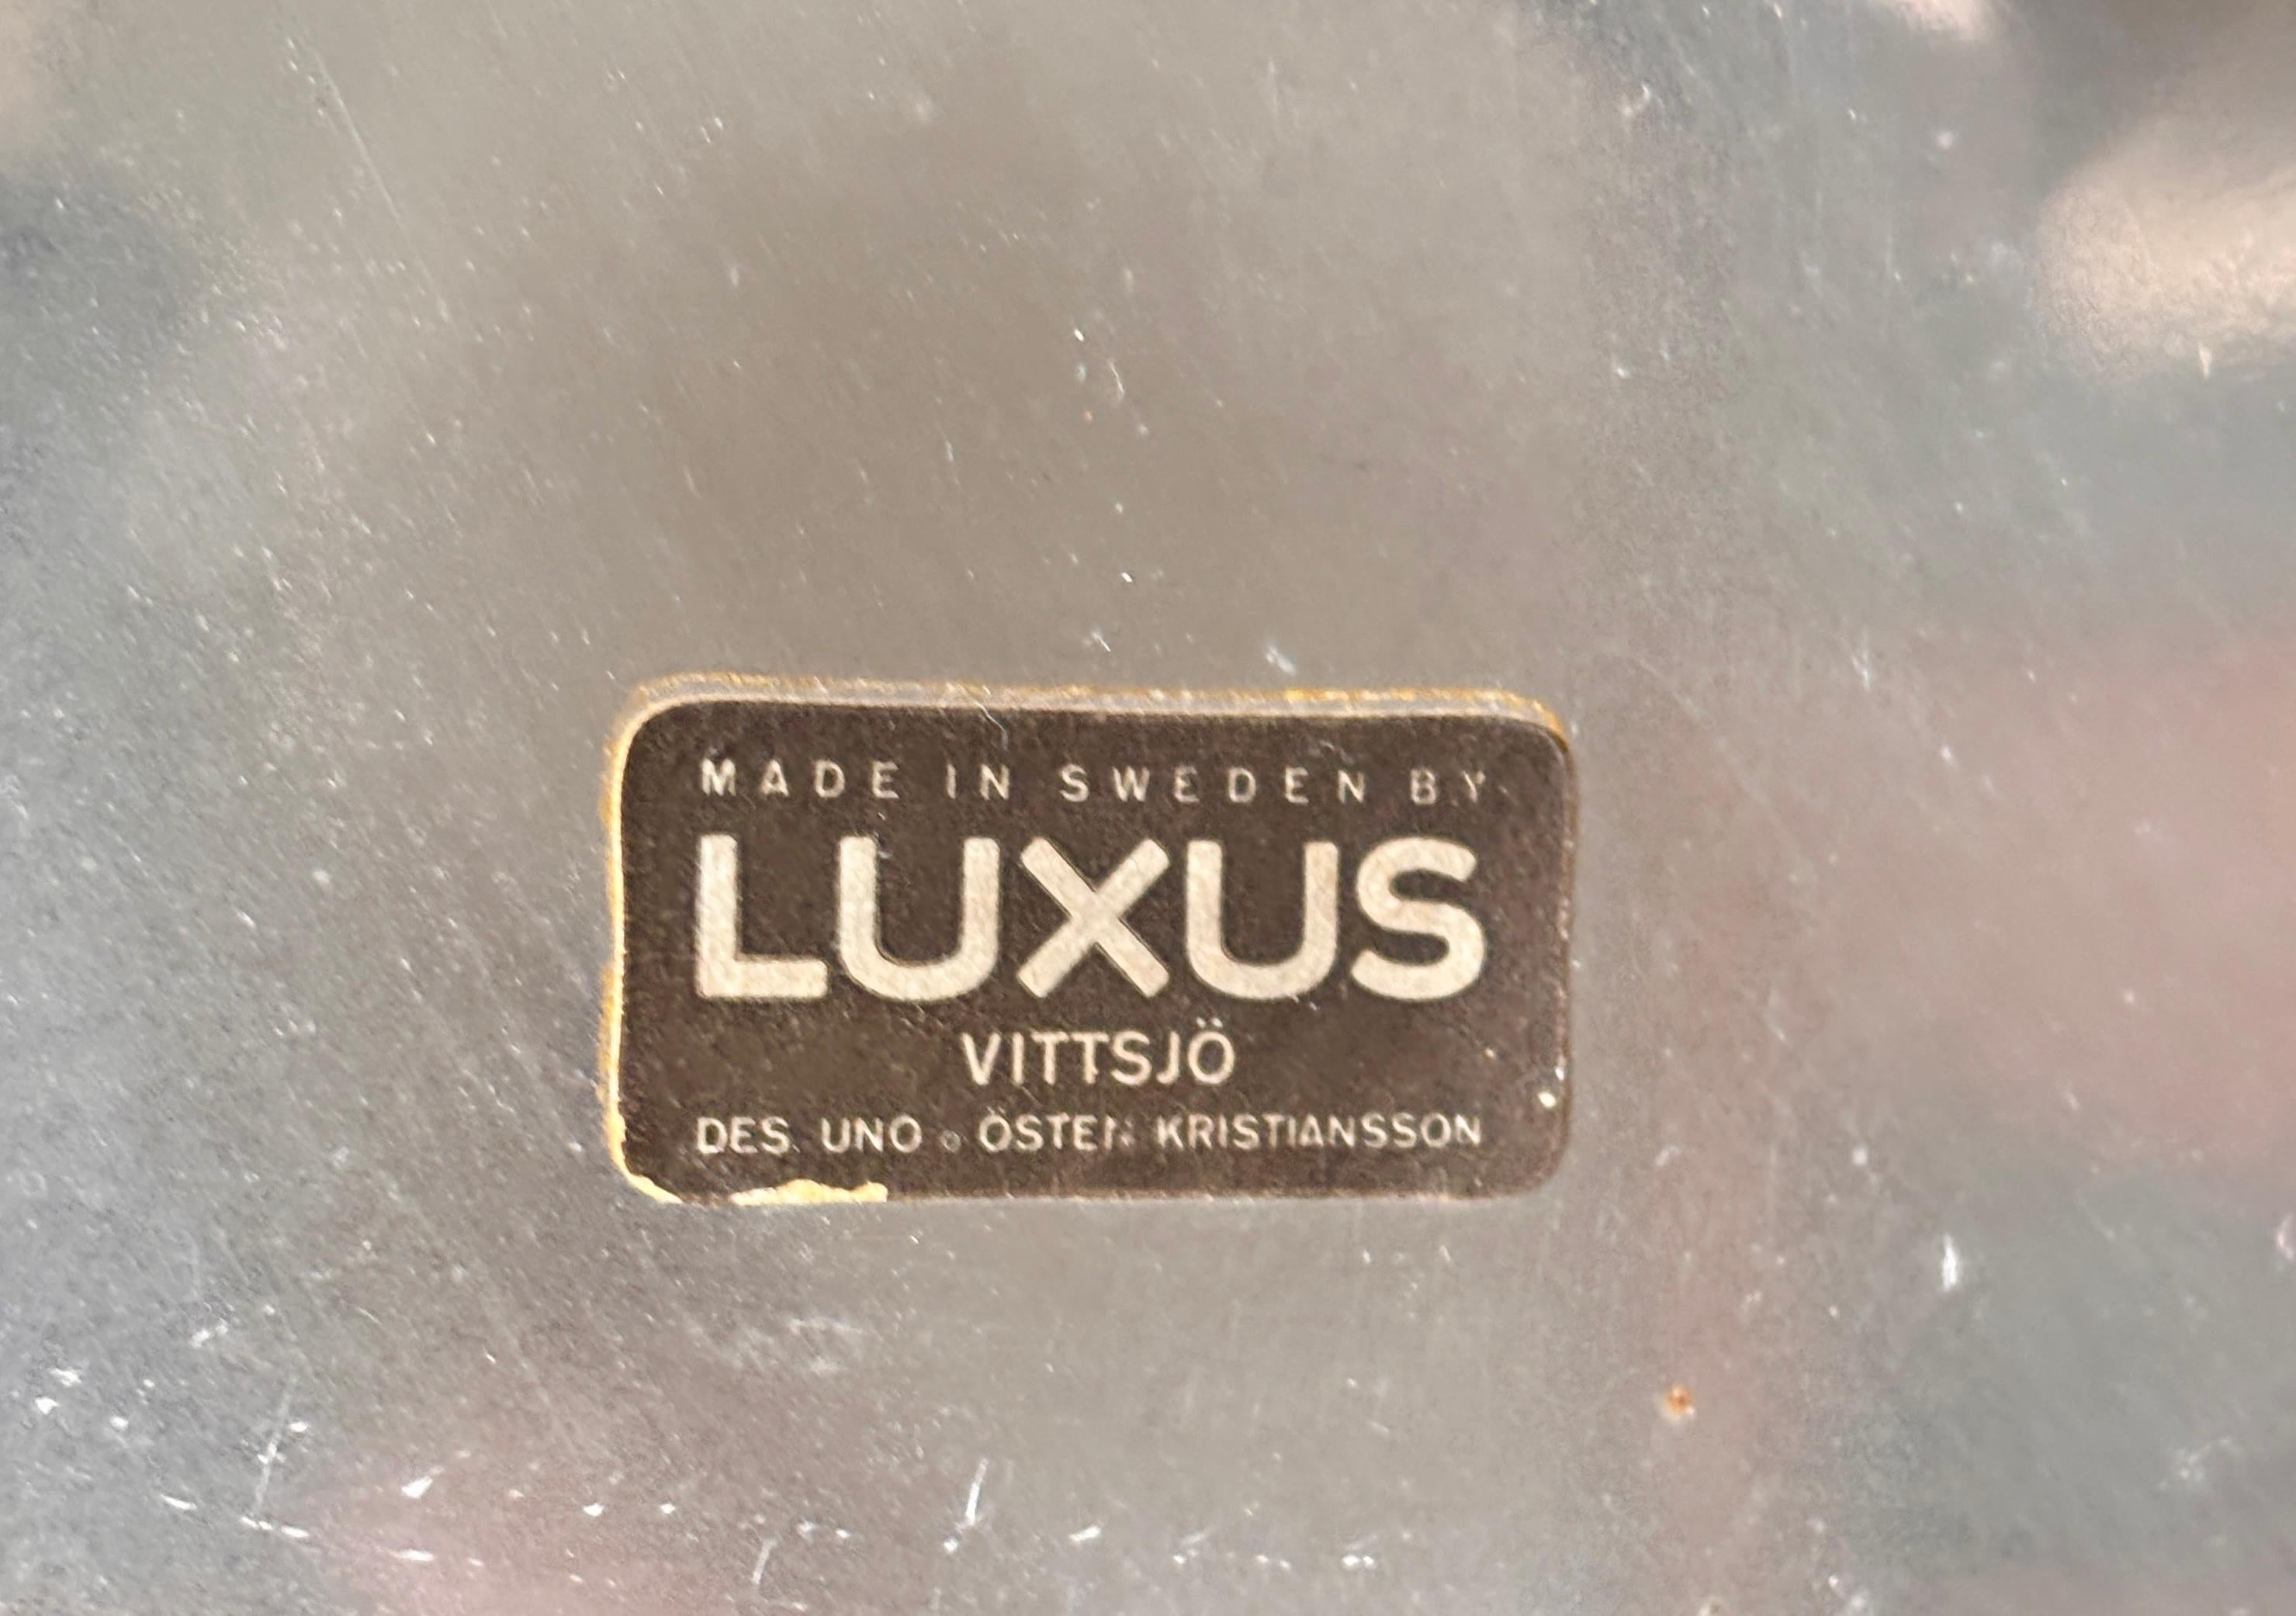 MADE IN SWEDEN BY
LUXUS
VITTSJÖ
DES. UNO o ÖSTEN KRISTIANSSON